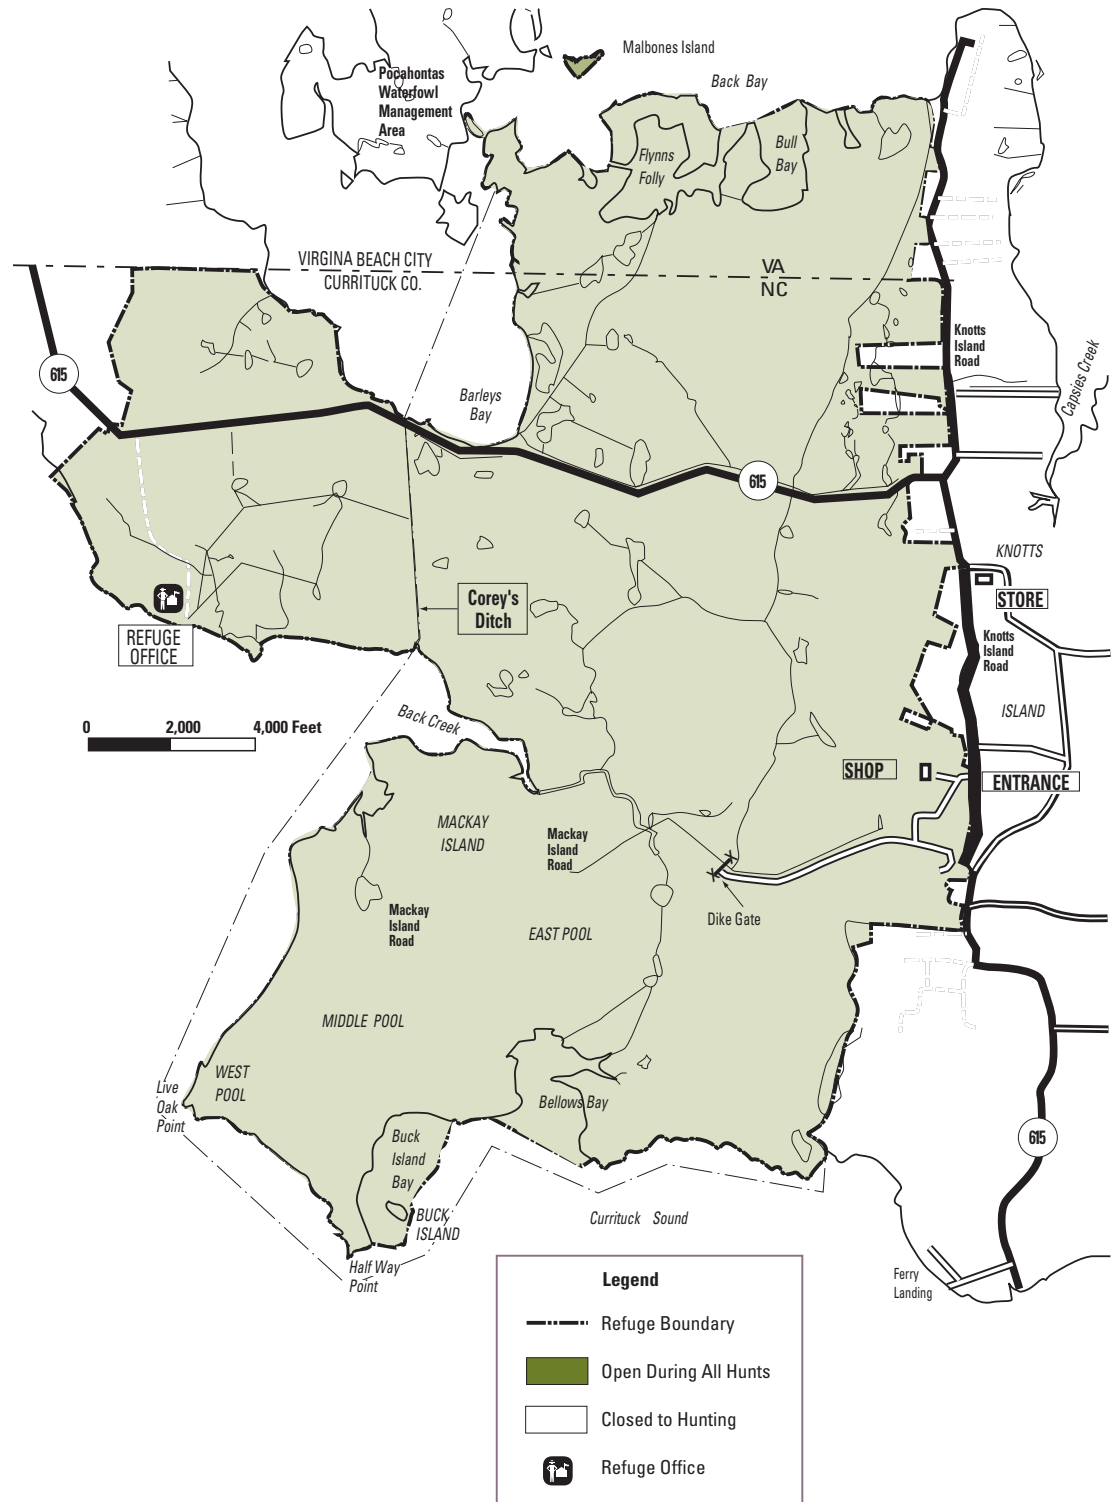 Malbones Island
Back Bay
Pocahontas
Waterfowl
Management
Area
Flynns
Folly
Bull
Bay
VIRGINA BEACH CITY
CURRITUCK CO.
VA
NC
Knotts
Island
Road
615
Capsies Creek
Barleys
Bay
615
KNOTTS
STORE
Corey's
Ditch
REFUGE
OFFICE
Knotts
Island
Road
ISLAND
0 2,000 4,000 Feet
Back Creek
SHOP
ENTRANCE
MACKAY
ISLAND
Mackay
Island
Road
Mackay
Island
Road
Dike Gate
EAST POOL
MIDDLE POOL
WEST
POOL
Live
Oak
Point
Bellows Bay
Buck
Island
Bay
615
BUCK
ISLAND
Currituck Sound
Half Way
Point
Ferry
Landing
Legend
Refuge Boundary
Open During All Hunts
Closed to Hunting
Refuge Office